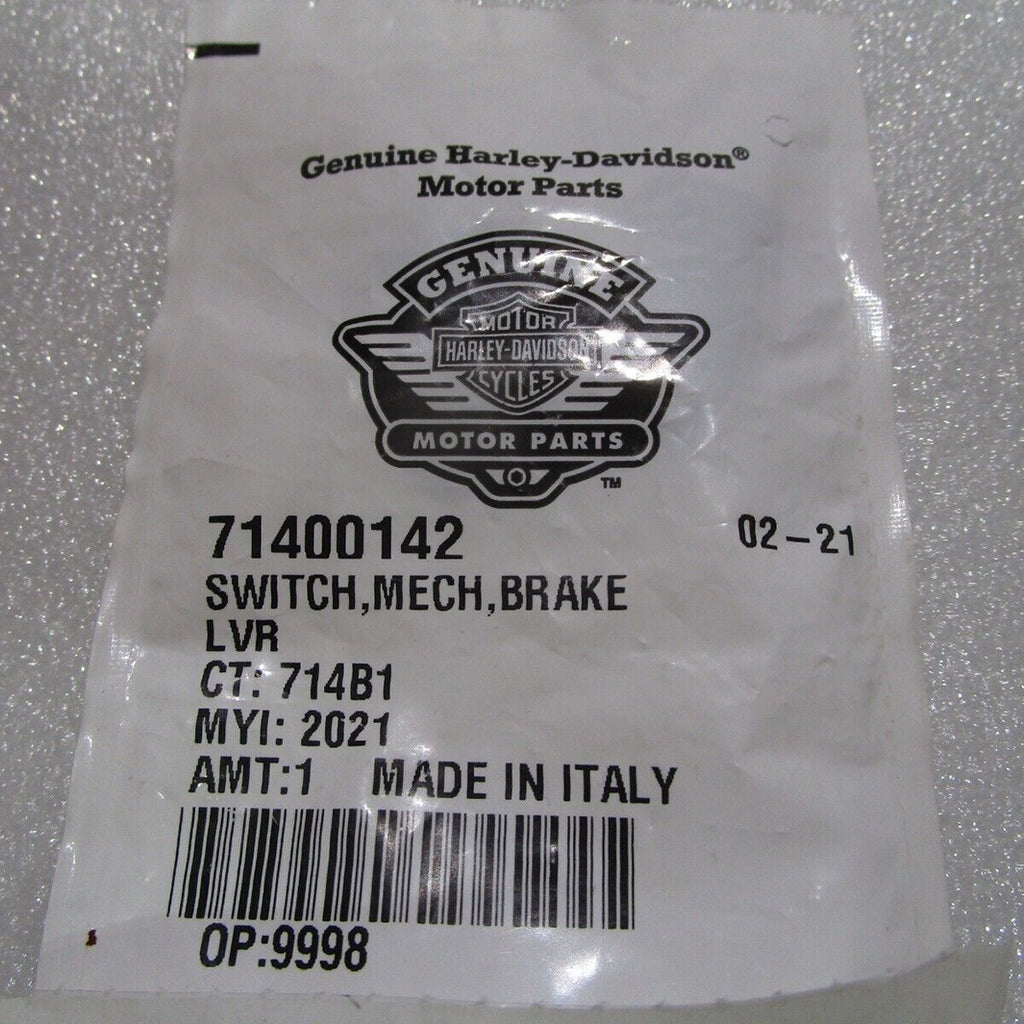 Genuine Harley-Davidson®
Motor Parts
GENUINE
MOTOR
HARLEY-DAVIDSON
CYCLES
MOTOR PARTS
TM
71400142 02-21
SWITCH,MECH,BRAKE
LVR
CT: 714B1
MYI: 2021
AMT:1 MADE IN ITALY
OP:9998